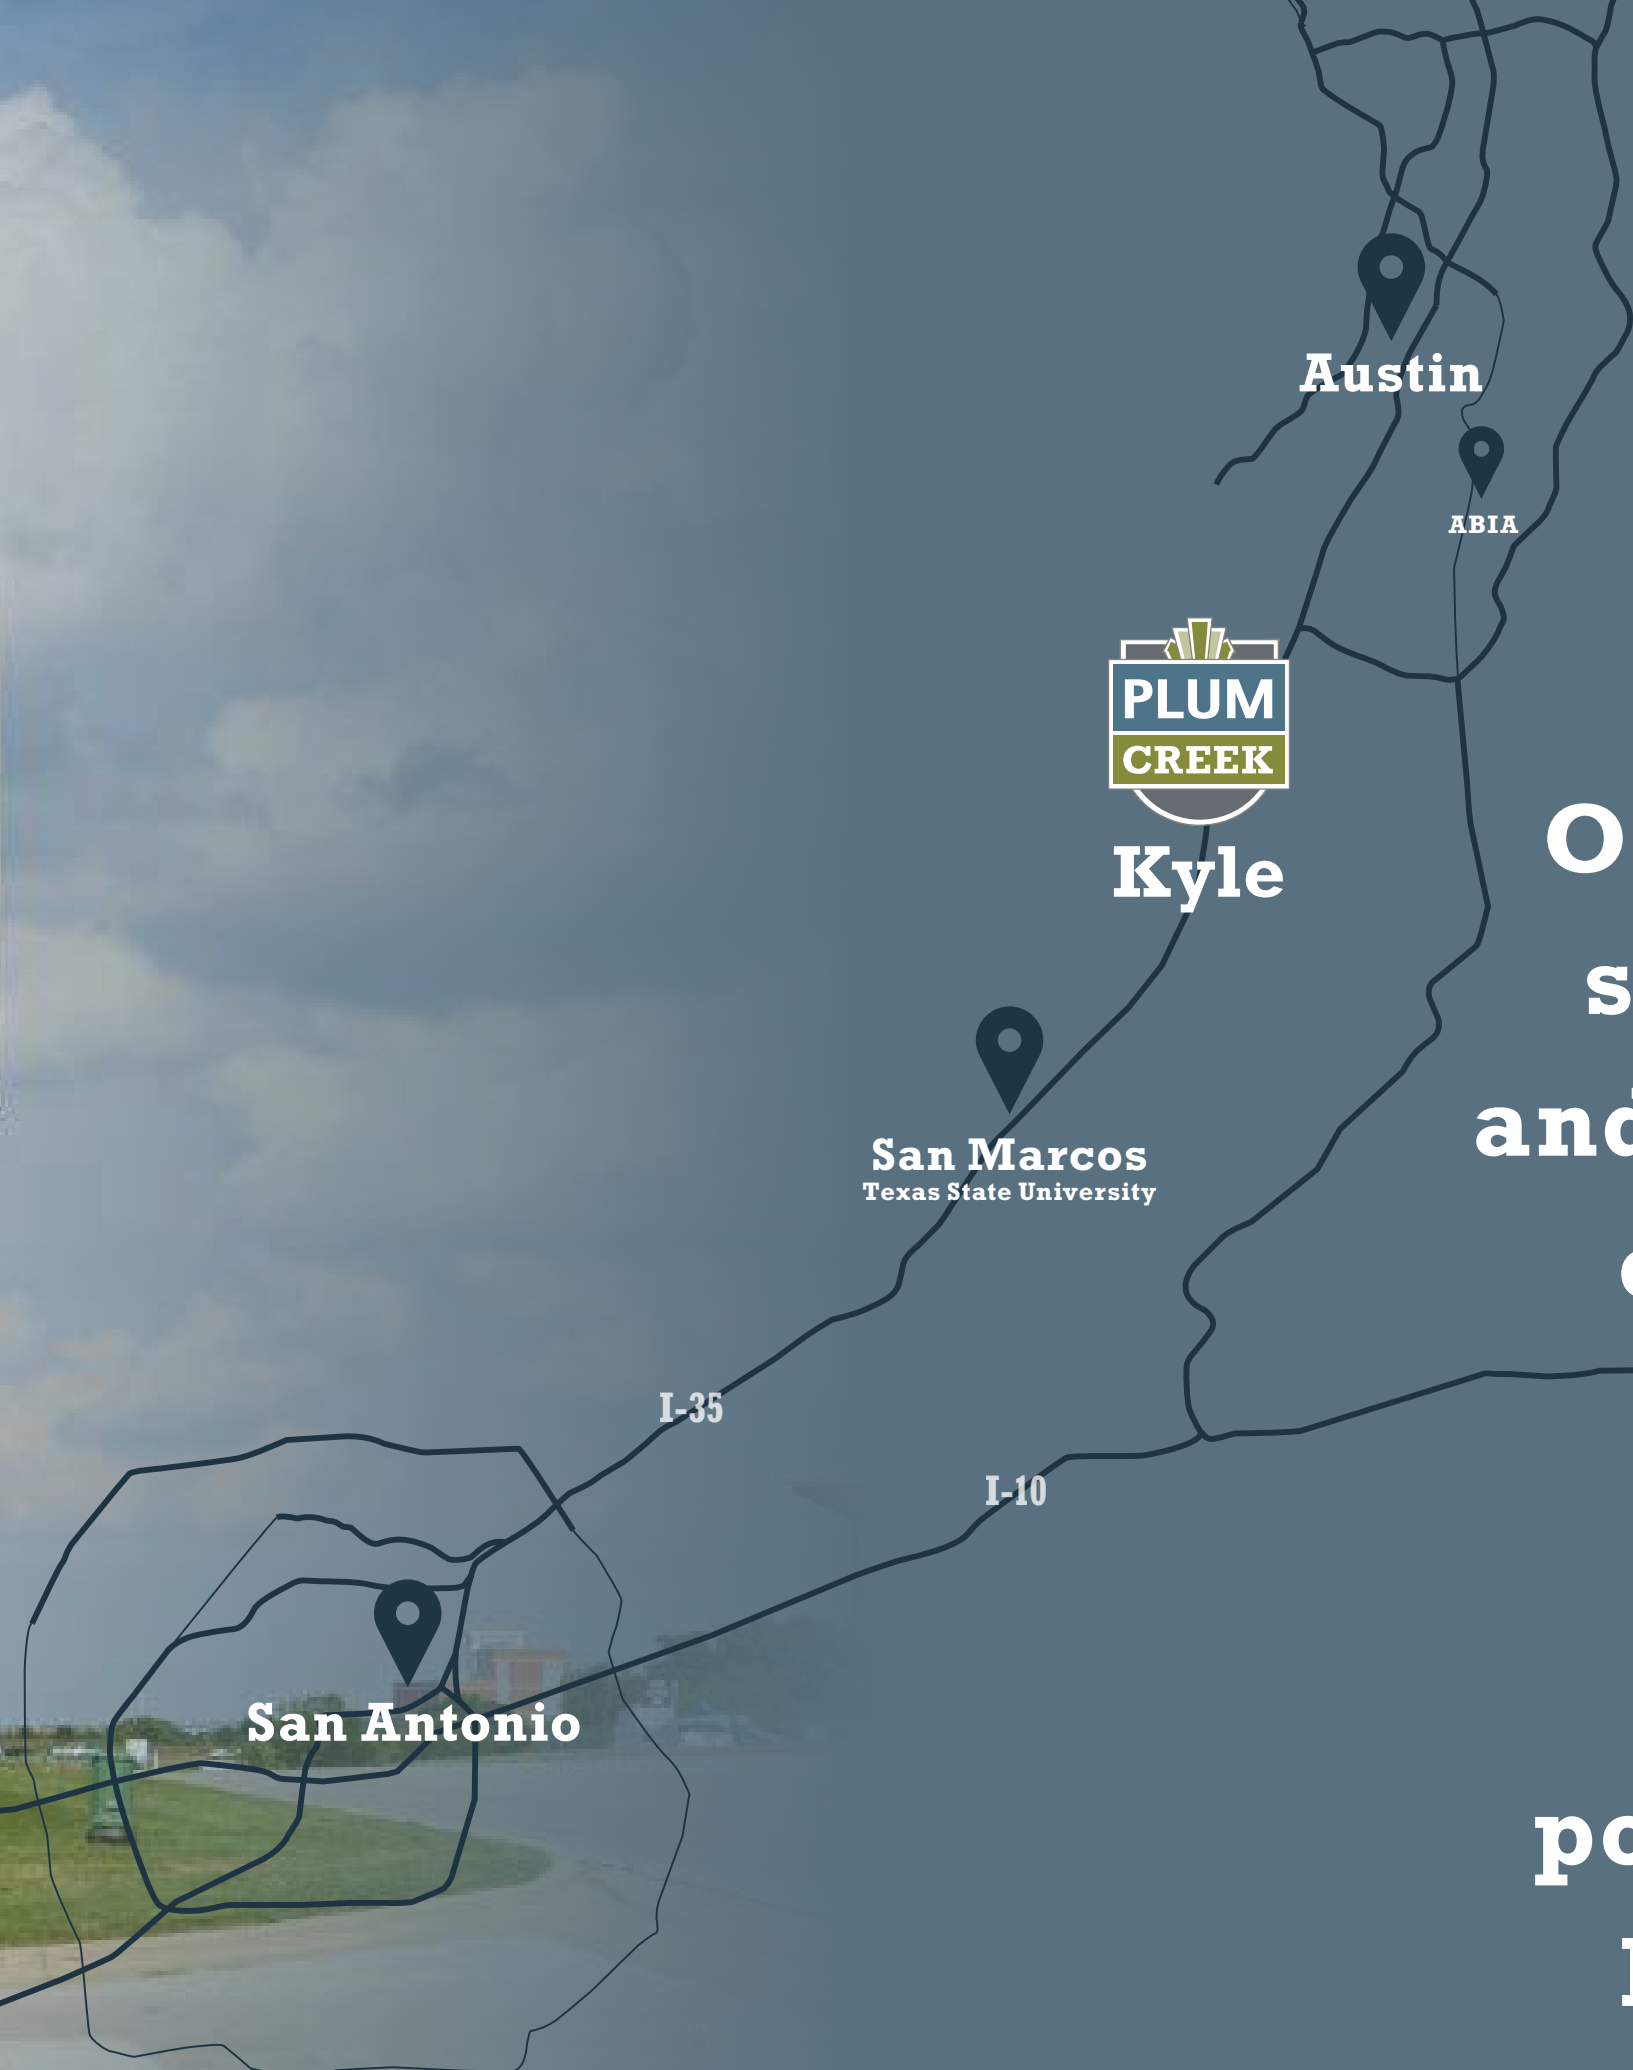 Austin
ABIA
PLUM
CREEK
Kyle
San Marcos
Texas State University
I-35
I-10
San Antonio